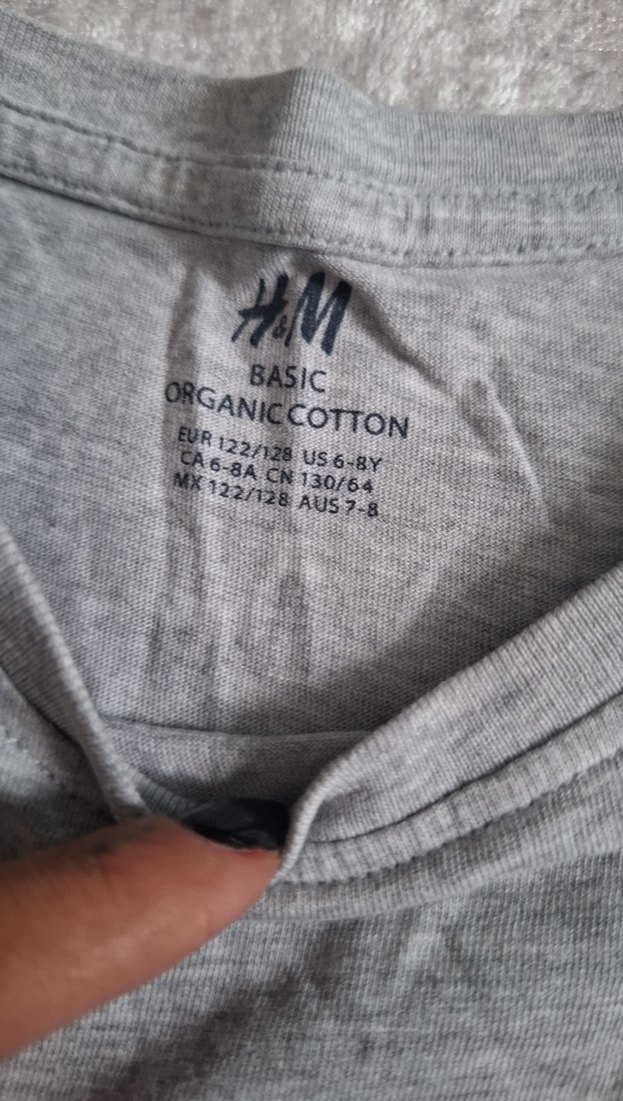 H&M
BASIC
ORGANIC COTTON
EUR 122/128 US 6-8Y
CA 6-8A CN 130/64
MX 122/128 AUS 7-8